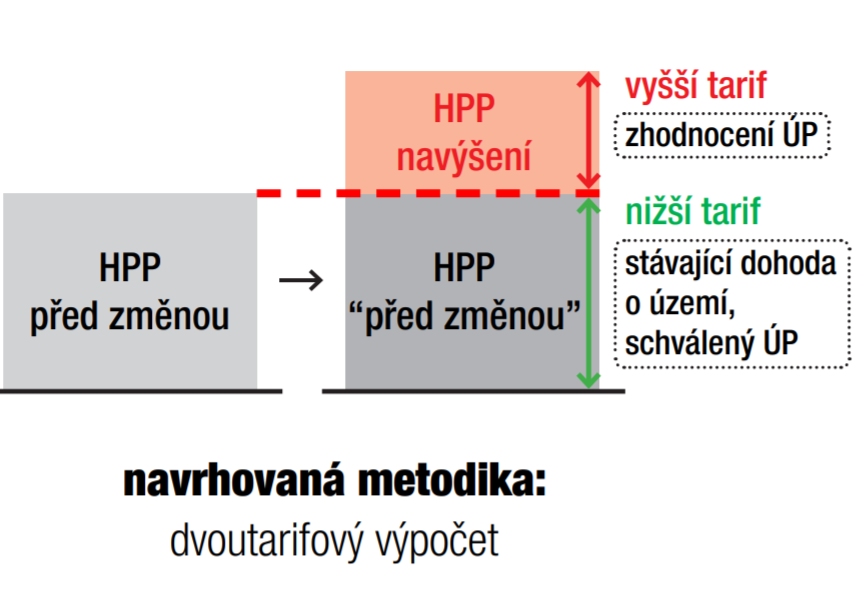 HPP
před změnou
HPP
navýšení
HPP
“před změnou”
vyšší tarif
zhodnocení ÚP
nižší tarif
stávající dohoda
o území,
schválený ÚP
navrhovaná metodika:
dvoutarifový výpočet